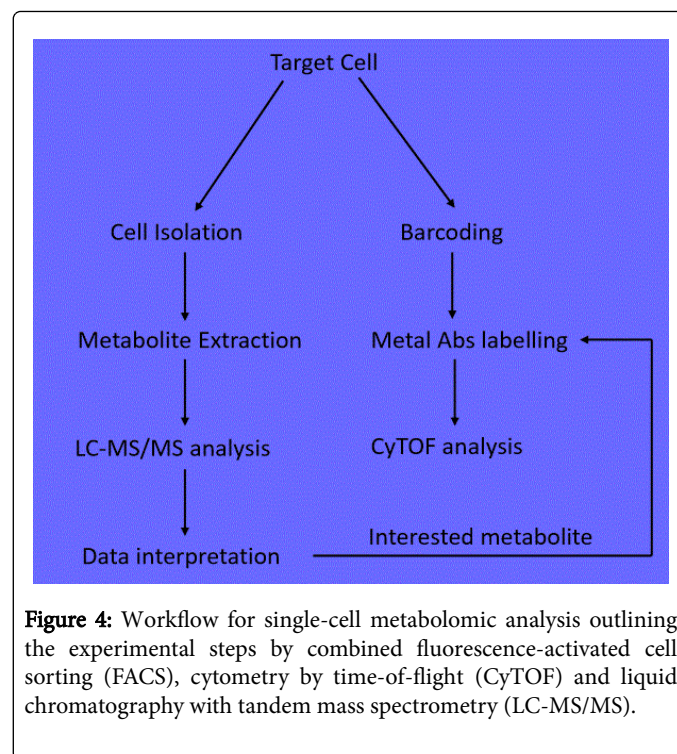 Target Cell
Cell Isolation
Barcoding
Metabolite Extraction
Metal Abs labelling
LC-MS/MS analysis
CyTOF analysis
Interested metabolite
Data interpretation
Figure 4: Workflow for single-cell metabolomic analysis outlining
the experimental steps by combined fluorescence-activated cell
sorting (FACS), cytometry by time-of-flight (CyTOF) and liquid
chromatography with tandem mass spectrometry (LC-MS/MS).